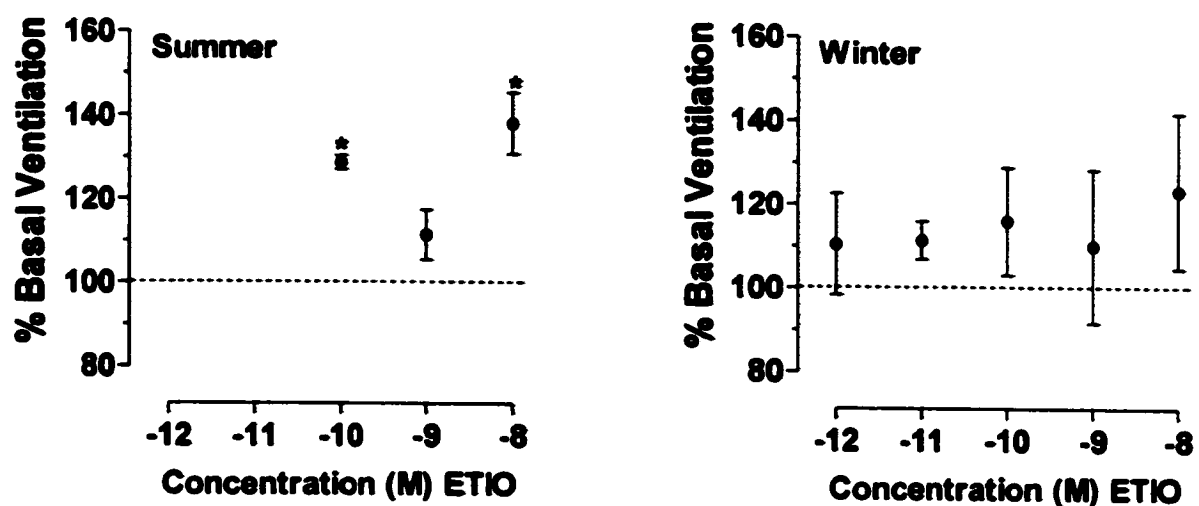 Summer
% Basal Ventilation
160
140
120
100
80
*
*
*
-12 -11 -10 -9 -8
Concentration (M) ETIO
Winter
% Basal Ventilation
160
140
120
100
80
-12 -11 -10 -9 -8
Concentration (M) ETIO